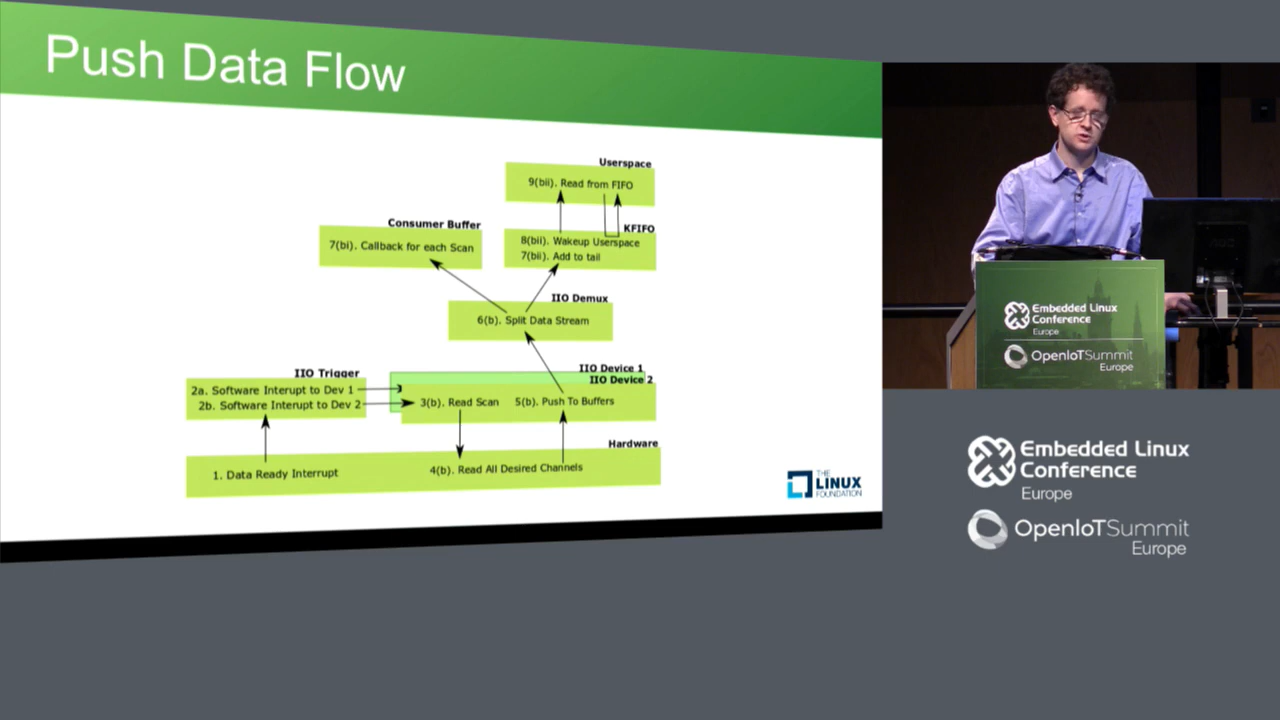 Push Data Flow
Userspace
9(bii). Read from FIFO
Consumer Buffer
7(bi). Callback for each Scan
KFIFO
8(bii). Wakeup Userspace
7(bii). Add to tail
IIO Demux
6(b). Split Data Stream
IIO Trigger
2a. Software Interupt to Dev 1
2b. Software Interupt to Dev 2
IIO Device 1
IIO Device 2
3
3(b). Read Scan
5(b). Push To Buffers
Hardware
1. Data Ready Interrupt
4(b). Read All Desired Channels
THE
LINUX
FOUNDATION
Embedded Linux
Conference
Europe
OpenIoTSummit
Europe
Embedded Linux
Conference
Europe
OpenIoTSummit
Europe